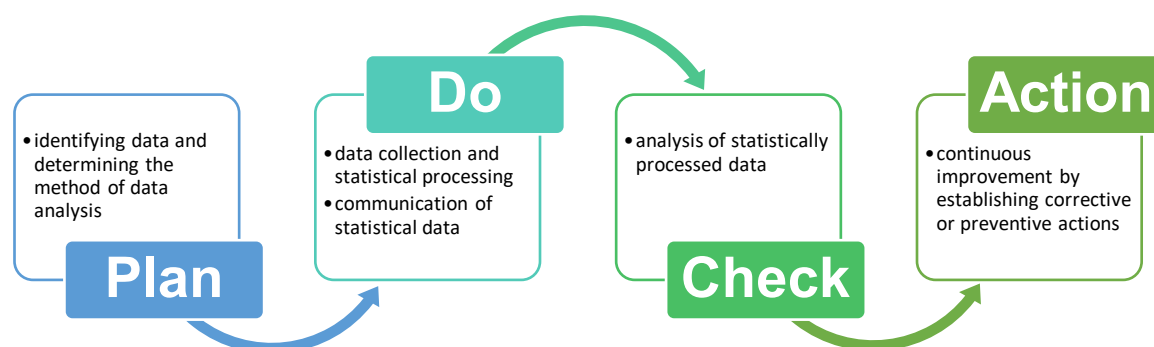 •identifying data and
determining the
method of data
analysis
Plan
Do
•data collection and
statistical processing
•communication of
statistical data
•analysis of statistically
processed data
Check
Action
•continuous
improvement by
establishing corrective
or preventive actions